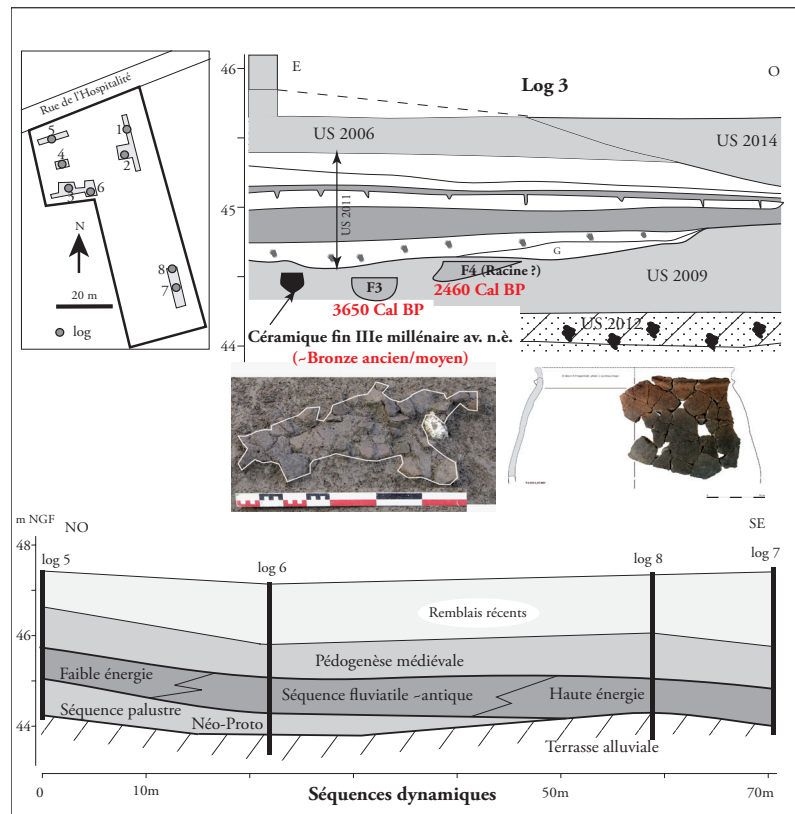 Rue de l'Hospitalité
5
1
4
2
3
6
N
8
7
20 m
log
46
E
Log 3
O
US 2006
US 2014
45
US 2011
G
F4 (Racine ?)
F3
US 2009
2460 Cal BP
3650 Cal BP
US 2012
Céramique fin IIIe millénaire av. n.è.
44
(~Bronze ancien/moyen)
m NGF
NO
SE
48
log 5
log 6
log 8
log 7
Remblais récents
46
Pédogenèse médiévale
Faible énergie
Séquence fluviatile ~antique
Haute énergie
Séquence palustre
Néo-Proto
44
Terrasse alluviale
0
10m
Séquences dynamiques
50m
70m